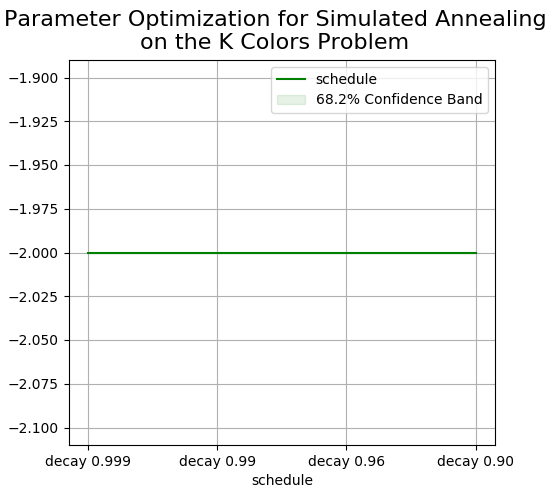 Parameter Optimization for Simulated Annealing
on the K Colors Problem
schedule
68.2% Confidence Band
−1.900
−1.925
−1.950
−1.975
−2.000
−2.025
−2.050
−2.075
−2.100
decay 0.999 decay 0.99 decay 0.96 decay 0.90
schedule